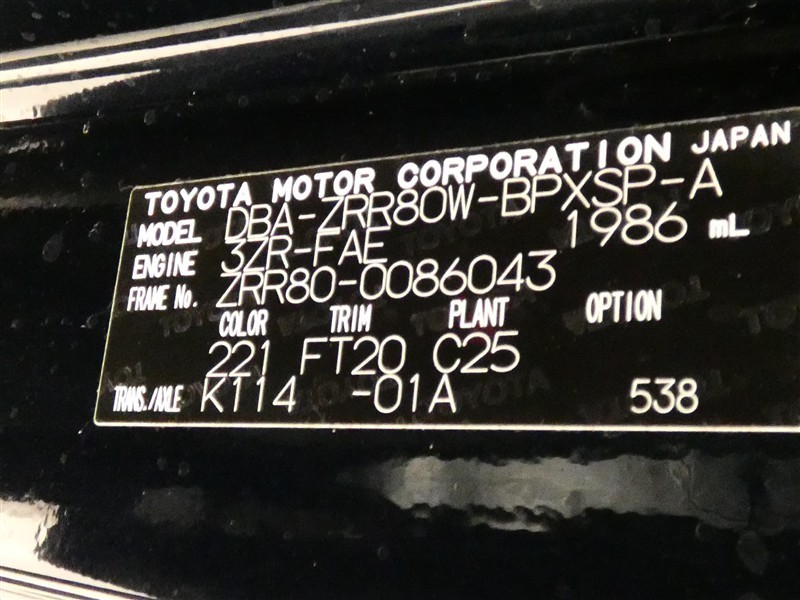 TOYOTA MOTOR CORPORATION JAPAN
MODEL DBA-ZRR80W-BPXSP-A
ENGINE 3ZR-FAE 1986 mL
FRAME No. ZRR80-0086043
COLOR TRIM PLANT OPTION
221 FT20 C25
TRANS./AXLE K114 -01A 538